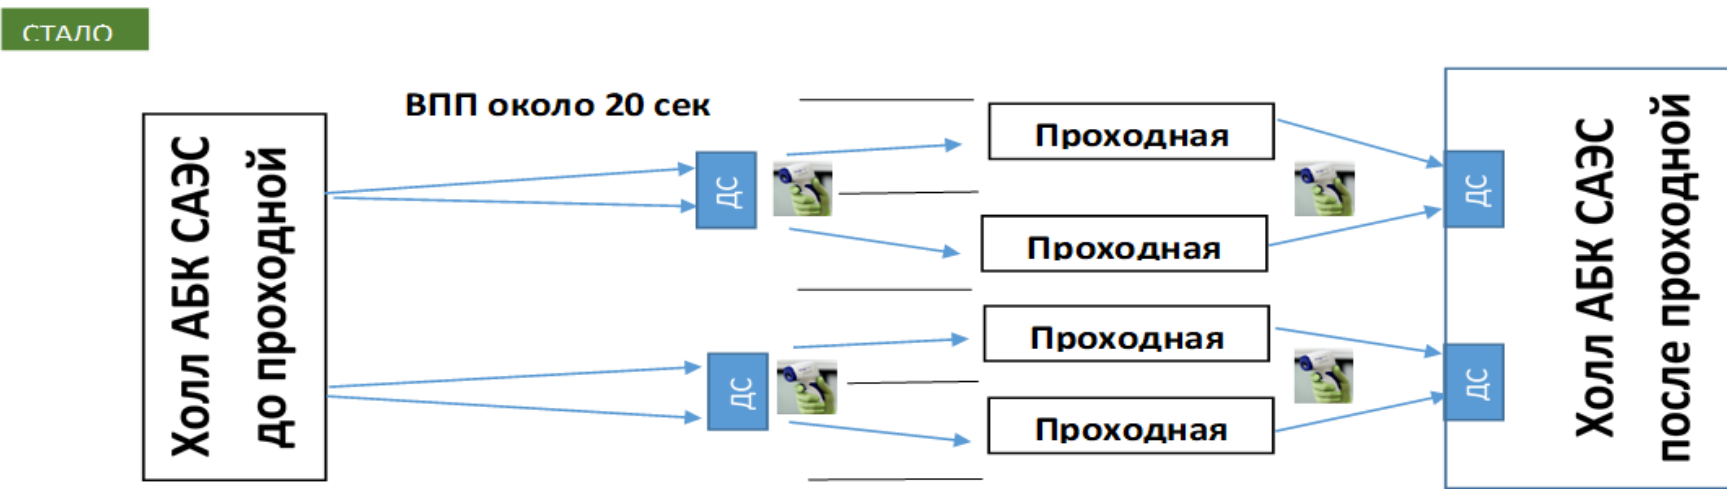 СТАЛО
ВПП около 20 сек
Холл АБК САЭС
до проходной
ДС
ДС
Проходная
Проходная
Проходная
Проходная
ДС
ДС
Холл АБК САЭС
после проходной